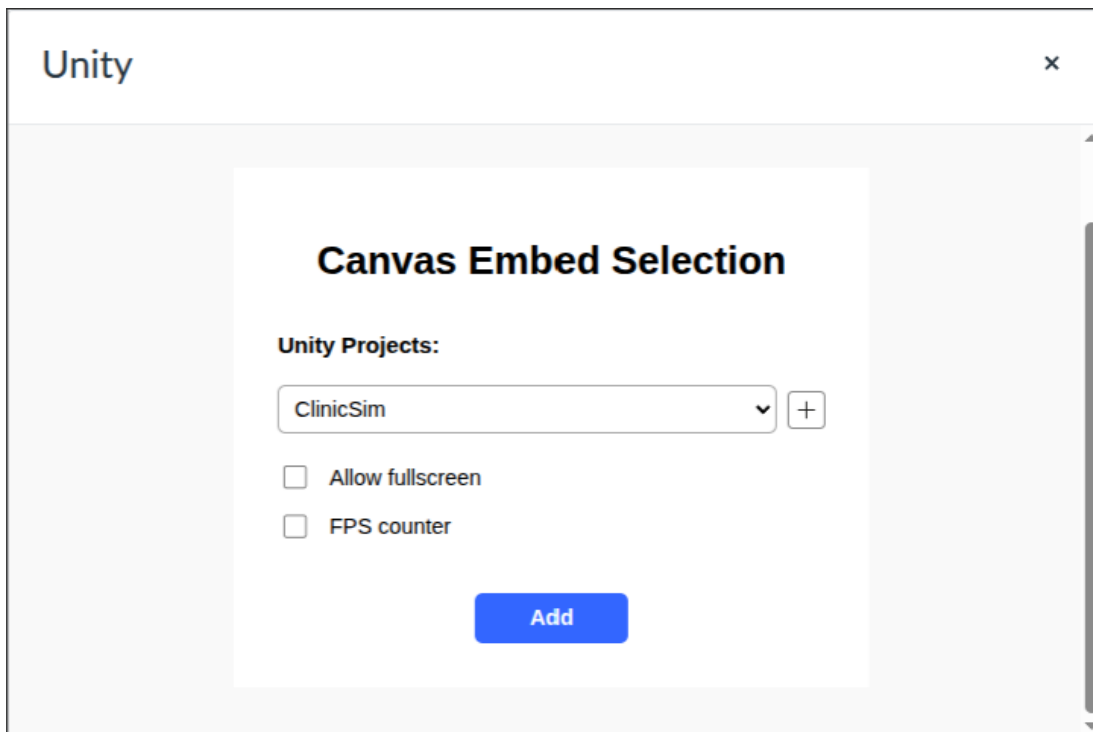 Unity
×
Canvas Embed Selection
Unity Projects:
ClinicSim
+
Allow fullscreen
FPS counter
Add